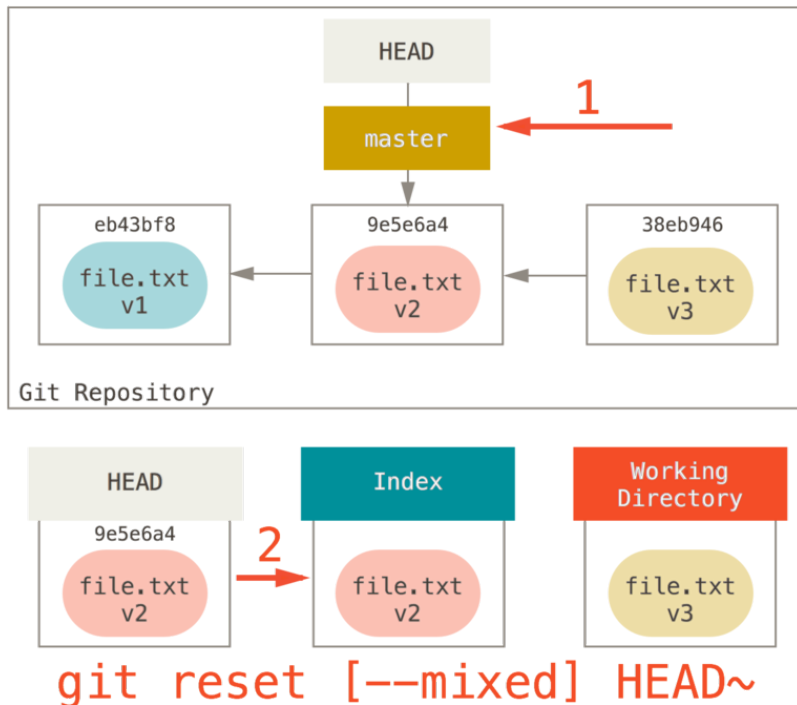 HEAD
1
master
eb43bf8
9e5e6a4
38eb946
file.txt
v1
file.txt
v2
file.txt
v3
Git Repository
HEAD
Index
Working
Directory
9e5e6a4
2
file.txt
v2
file.txt
v2
file.txt
v3
git reset [--mixed] HEAD~